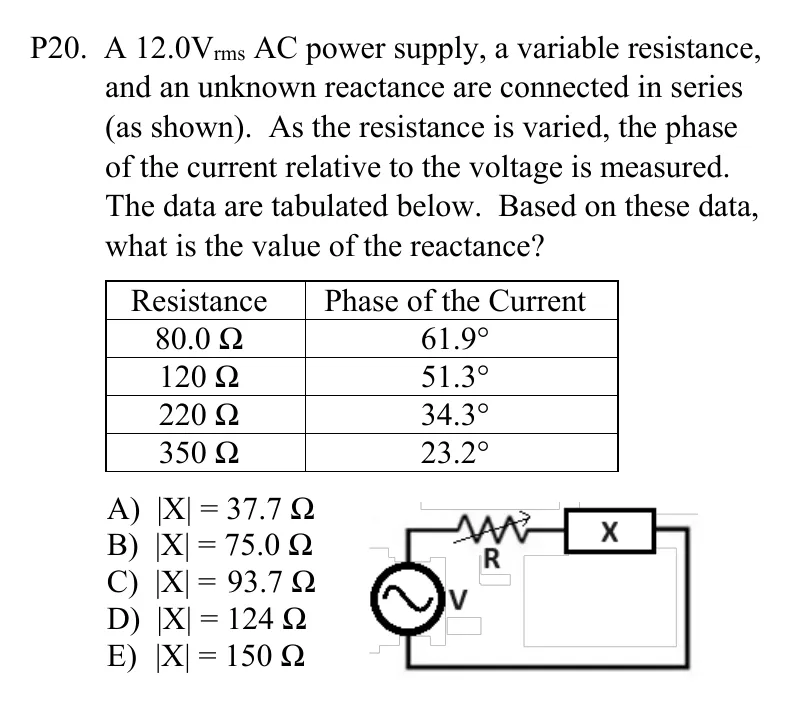 P20. A 12.0Vrms AC power supply, a variable resistance,
and an unknown reactance are connected in series
(as shown). As the resistance is varied, the phase
of the current relative to the voltage is measured.
The data are tabulated below. Based on these data,
what is the value of the reactance?
Resistance Phase of the Current
80.0 Ω 61.9°
120 Ω 51.3°
220 Ω 34.3°
350 Ω 23.2°
A) |X| = 37.7 Ω
B) |X| = 75.0 Ω
C) |X| = 93.7 Ω
D) |X| = 124 Ω
E) |X| = 150 Ω
X
R
V